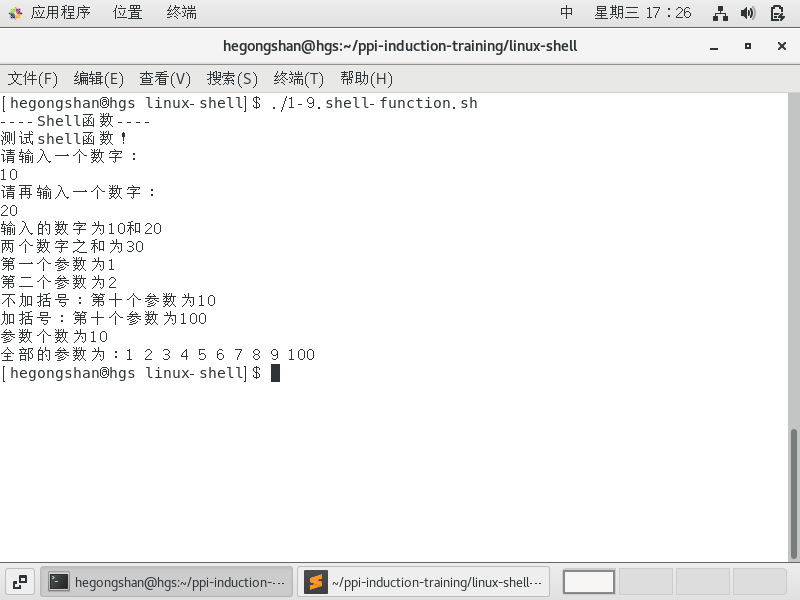 应用程序 位置 终端 中 星期三 17：26
hegongshan@hgs:~/ppi-induction-training/linux-shell
文件(F) 编辑(E) 查看(V) 搜索(S) 终端(T) 帮助(H)
[hegongshan@hgs linux-shell]$ ./1-9.shell-function.sh
----Shell函数----
测试shell函数！
请输入一个数字：
10
请再输入一个数字：
20
输入的数字为10和20
两个数字之和为30
第一个参数为1
第二个参数为2
不加括号：第十个参数为10
加括号：第十个参数为100
参数个数为10
全部的参数为：1 2 3 4 5 6 7 8 9 100
[hegongshan@hgs linux-shell]$
hegongshan@hgs:~/ppi-induction-··· ~/ppi-induction-training/linux-shell···